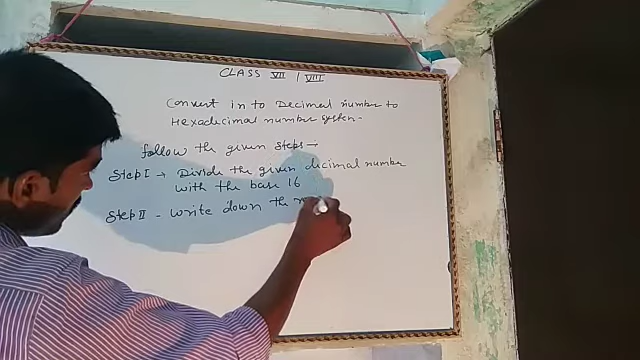 CLASS VII / VIII
Convert in to Decimal number to
Hexadecimal number system-
follow the given steps→
Step I → Divide the given decimal number
with the base 16
Step II - Write down the